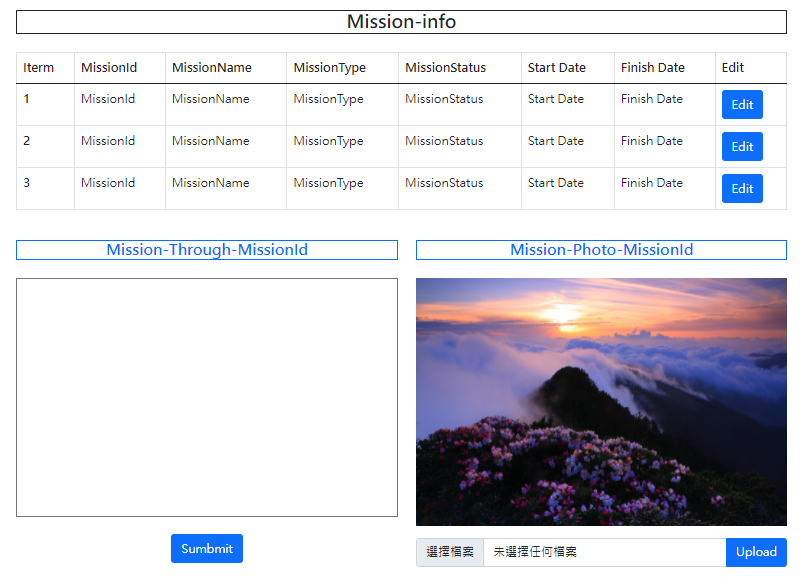 Mission-info
Iterm MissionId MissionName MissionType MissionStatus Start Date Finish Date Edit
1 MissionId MissionName MissionType MissionStatus Start Date Finish Date Edit
2 MissionId MissionName MissionType MissionStatus Start Date Finish Date Edit
3 MissionId MissionName MissionType MissionStatus Start Date Finish Date Edit
Mission-Through-MissionId
Mission-Photo-MissionId
Sumbmit
選擇檔案 未選擇任何檔案 Upload